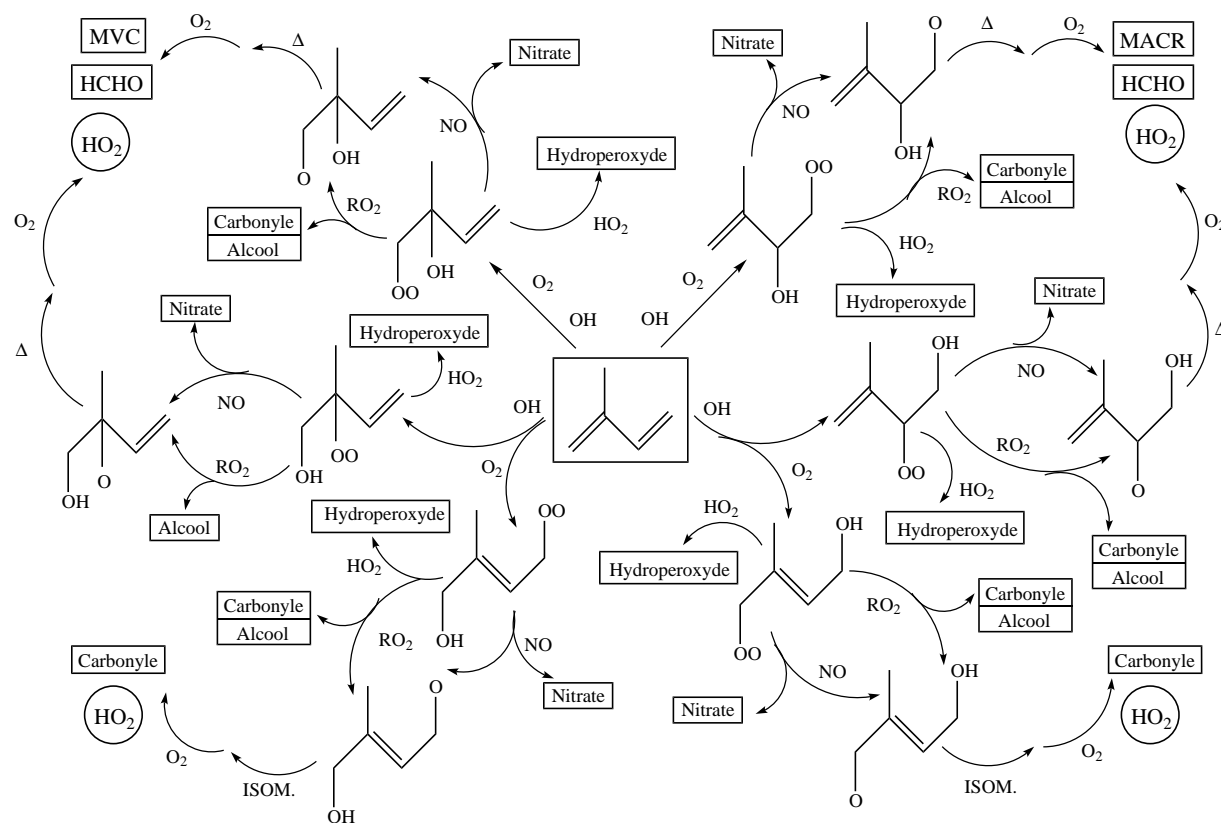 MVC
HCHO
HO2
O2
Δ
Nitrate
NO
OH
O
RO2
Carbonyle
Alcool
Hydroperoxyde
HO2
OH
OO
O2
OH
Nitrate
NO
O
OH
Δ
O2
MACR
HCHO
HO2
OO
OH
RO2
Carbonyle
Alcool
HO2
Hydroperoxyde
O2
OH
O2
Δ
Nitrate
NO
Hydroperoxyde
HO2
OO
OH
O
OH
RO2
Alcool
OH
O2
OH
O2
OH
OO
HO2
Hydroperoxyde
Nitrate
NO
RO2
Carbonyle
Alcool
OH
O
Δ
O2
Hydroperoxyde
HO2
OO
OH
Carbonyle
Alcool
RO2
NO
Nitrate
O
OH
ISOM.
O2
Carbonyle
HO2
HO2
Hydroperoxyde
OH
OO
RO2
Carbonyle
Alcool
NO
Nitrate
OH
O
ISOM.
O2
Carbonyle
HO2